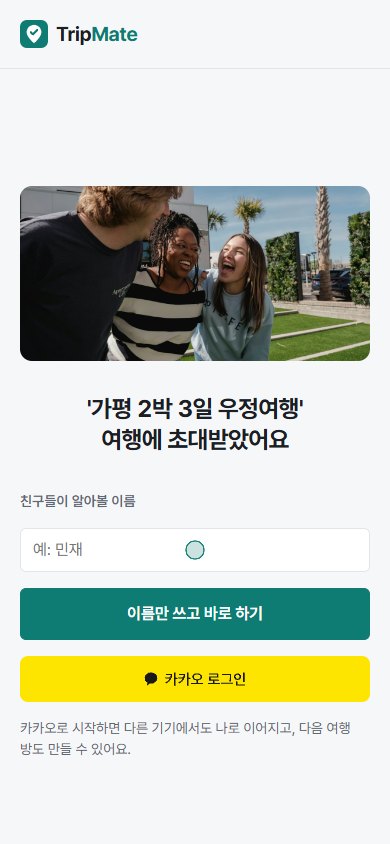 TripMate
'가평 2박 3일 우정여행'
여행에 초대받았어요
친구들이 알아볼 이름
예: 민재
이름만 쓰고 바로 하기
카카오 로그인
카카오로 시작하면 다른 기기에서도 나로 이어지고, 다음 여행
방도 만들 수 있어요.